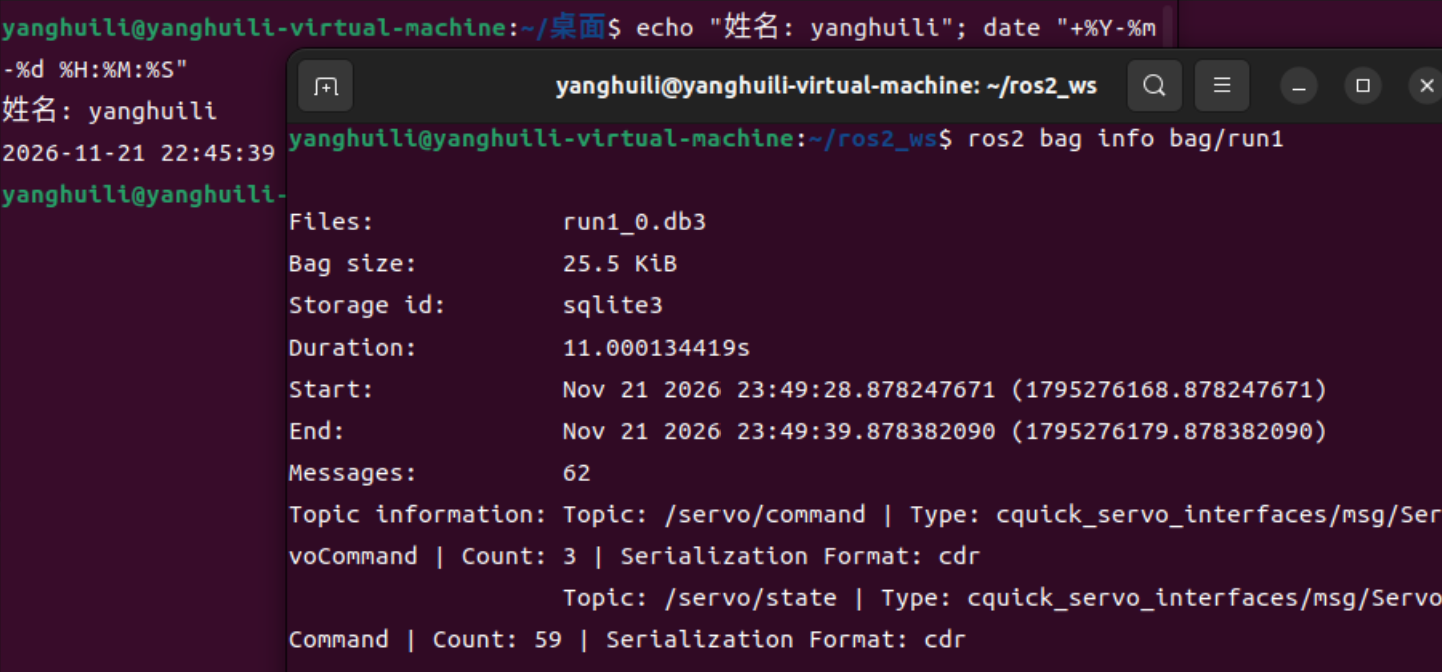 yanghuili@yanghuili-virtual-machine:~/桌面$ echo "姓名: yanghuili"; date "+%Y-%m
-%d %H:%M:%S"
姓名: yanghuili
2026-11-21 22:45:39
yanghuili@yanghuili-
yanghuili@yanghuili-virtual-machine: ~/ros2_ws
yanghuili@yanghuili-virtual-machine:~/ros2_ws$ ros2 bag info bag/run1
Files: run1_0.db3
Bag size: 25.5 KiB
Storage id: sqlite3
Duration: 11.000134419s
Start: Nov 21 2026 23:49:28.878247671 (1795276168.878247671)
End: Nov 21 2026 23:49:39.878382090 (1795276179.878382090)
Messages: 62
Topic information: Topic: /servo/command | Type: cquick_servo_interfaces/msg/Ser
voCommand | Count: 3 | Serialization Format: cdr
Topic: /servo/state | Type: cquick_servo_interfaces/msg/Servo
Command | Count: 59 | Serialization Format: cdr